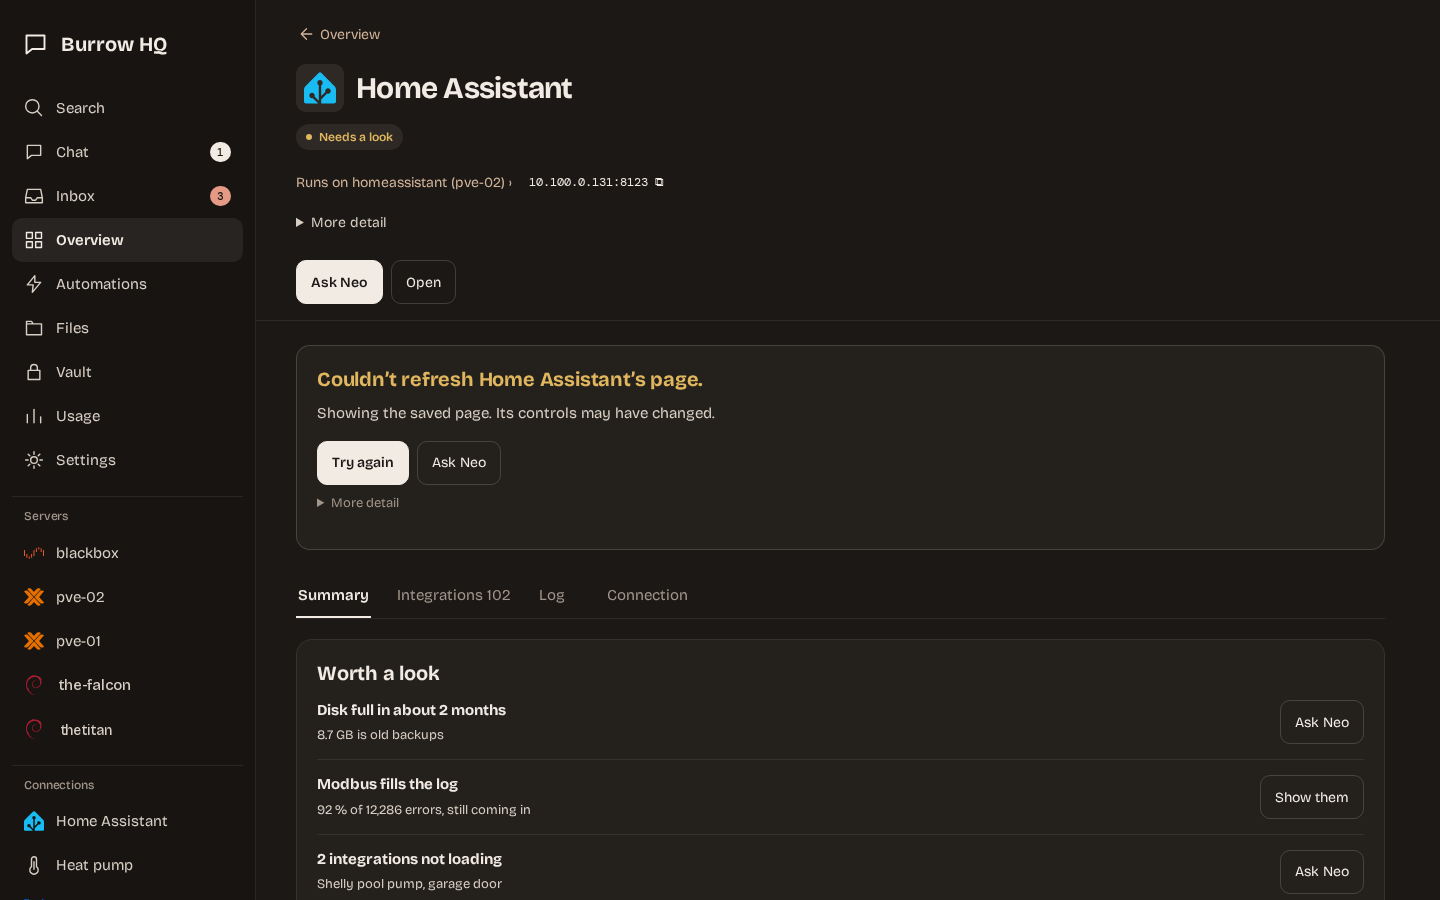 Burrow HQ
Search
Chat 1
Inbox 3
Overview
Automations
Files
Vault
Usage
Settings
Servers
blackbox
pve-02
pve-01
the-falcon
thetitan
Connections
Home Assistant
Heat pump
← Overview
Home Assistant
Needs a look
Runs on homeassistant (pve-02) › 10.100.0.131:8123
More detail
Ask Neo Open
Couldn’t refresh Home Assistant’s page.
Showing the saved page. Its controls may have changed.
Try again Ask Neo
More detail
Summary Integrations 102 Log Connection
Worth a look
Disk full in about 2 months
8.7 GB is old backups
Ask Neo
Modbus fills the log
92 % of 12,286 errors, still coming in
Show them
2 integrations not loading
Shelly pool pump, garage door
Ask Neo